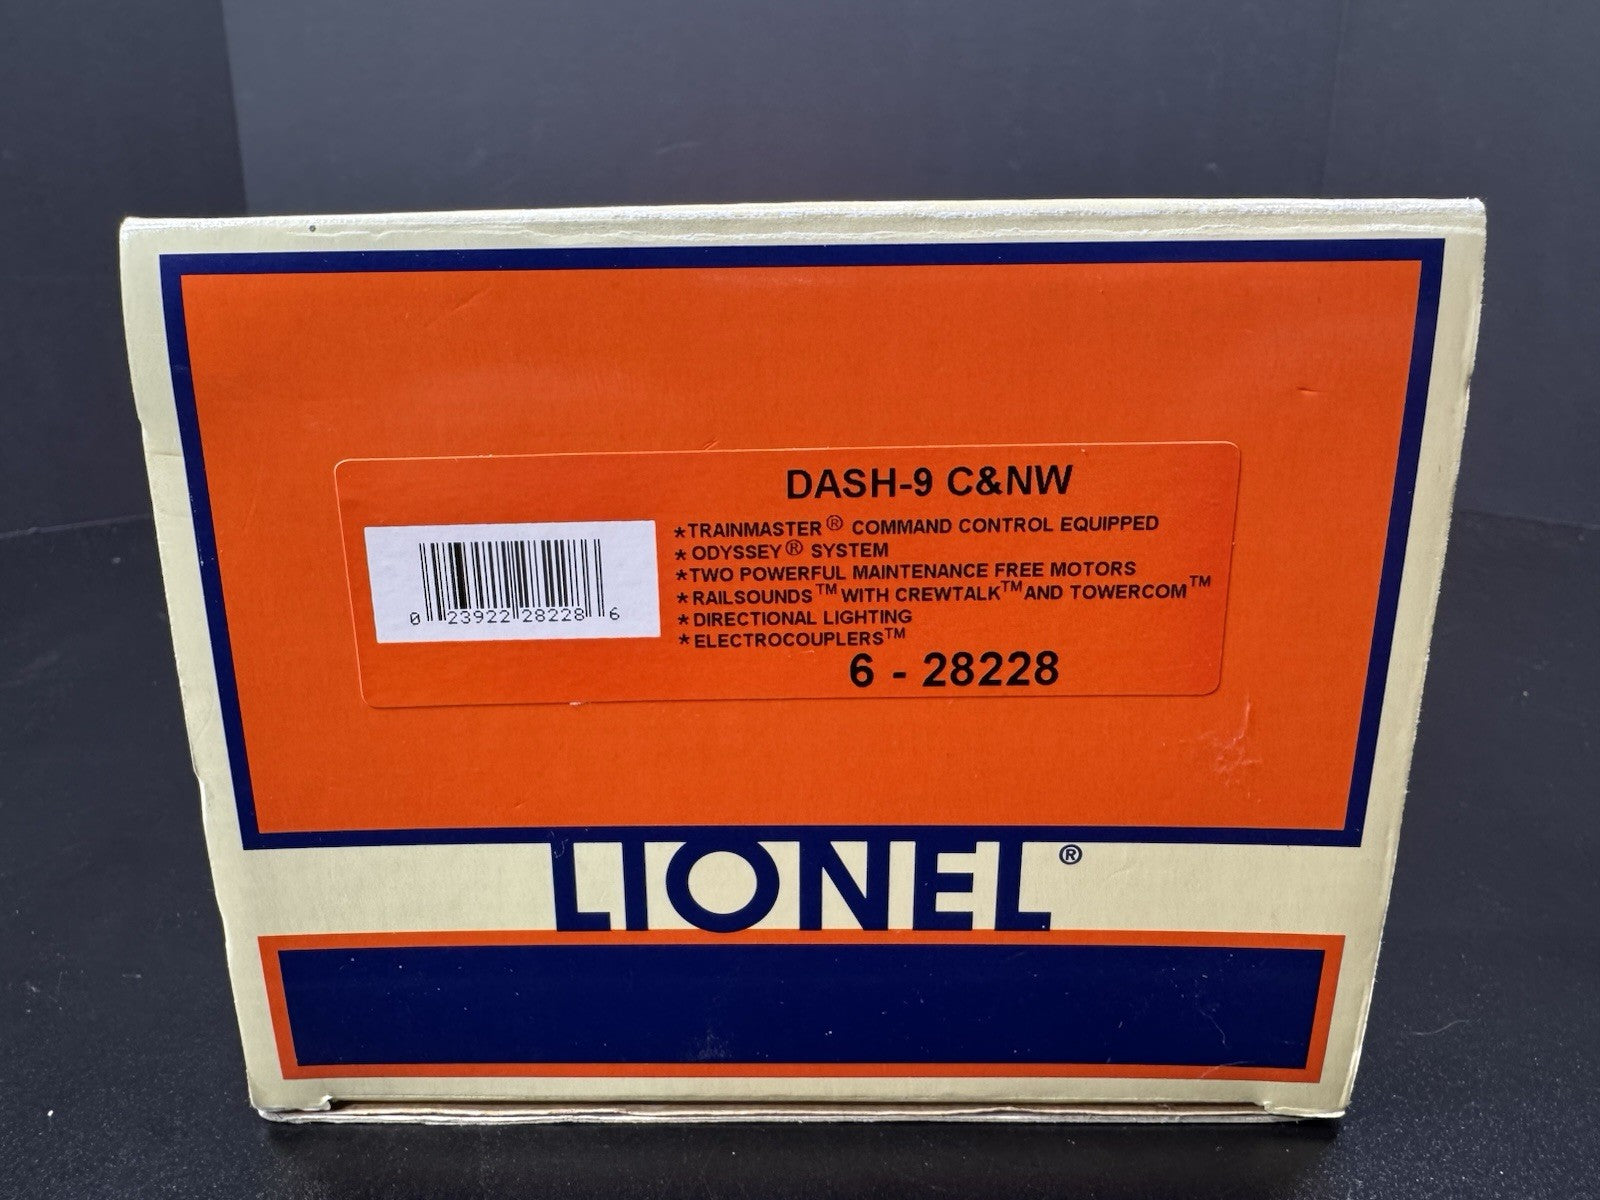 DASH-9 C&NW
*TRAINMASTER® COMMAND CONTROL EQUIPPED
*ODYSSEY® SYSTEM
*TWO POWERFUL MAINTENANCE FREE MOTORS
*RAILSOUNDS™ WITH CREWTALK™ AND TOWERCOM™
*DIRECTIONAL LIGHTING
*ELECTROCOUPLERS™
6 - 28228
0 23922 28228 6
LIONEL®